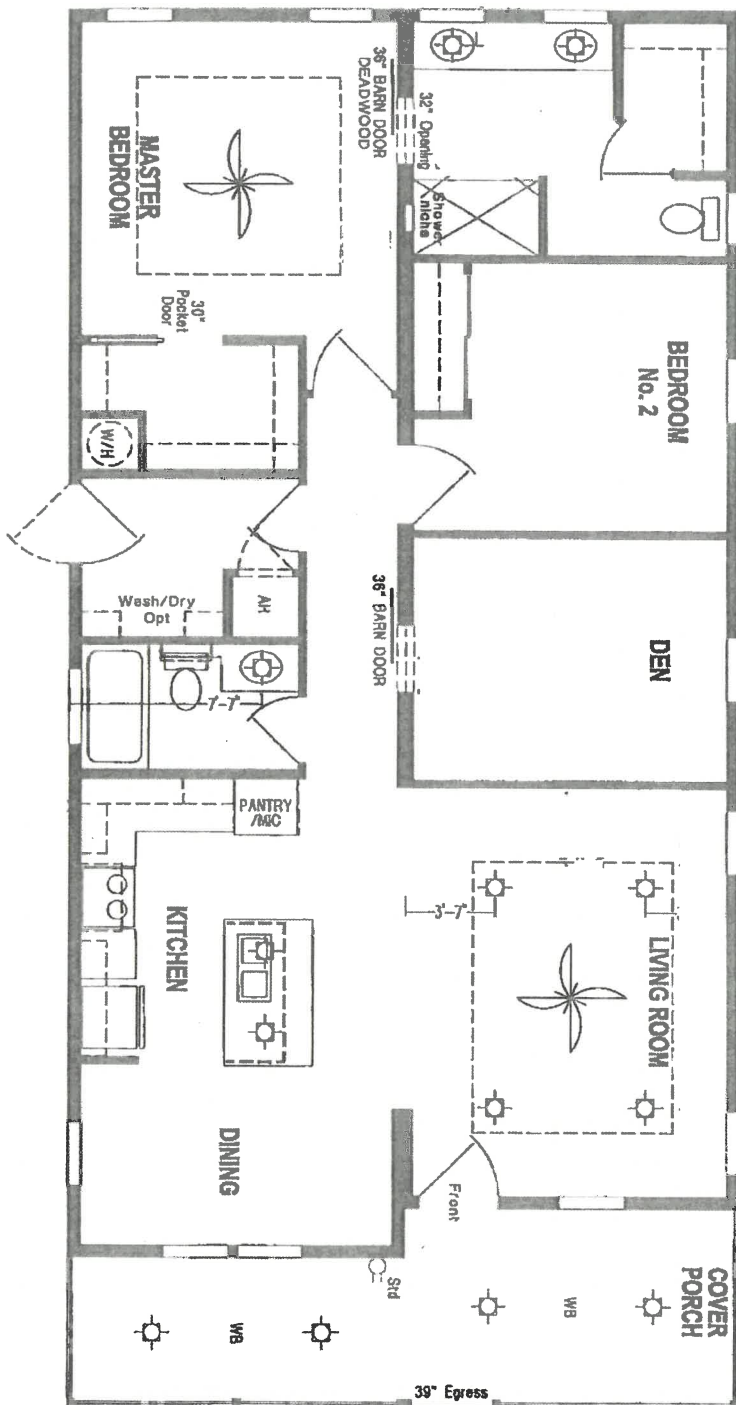 36" BARN DOOR
DEADWOOD
32" Opening
Shower
niche
MASTER
BEDROOM
30"
Pocket
Door
BEDROOM
No. 2
W/H
Wash/Dry
Opt
AH
36" BARN DOOR
DEN
7'-7"
PANTRY
/MIC
KITCHEN
3'-7"
LIVING ROOM
DINING
Front
Std
COVER
PORCH
WB
WB
39" Egress